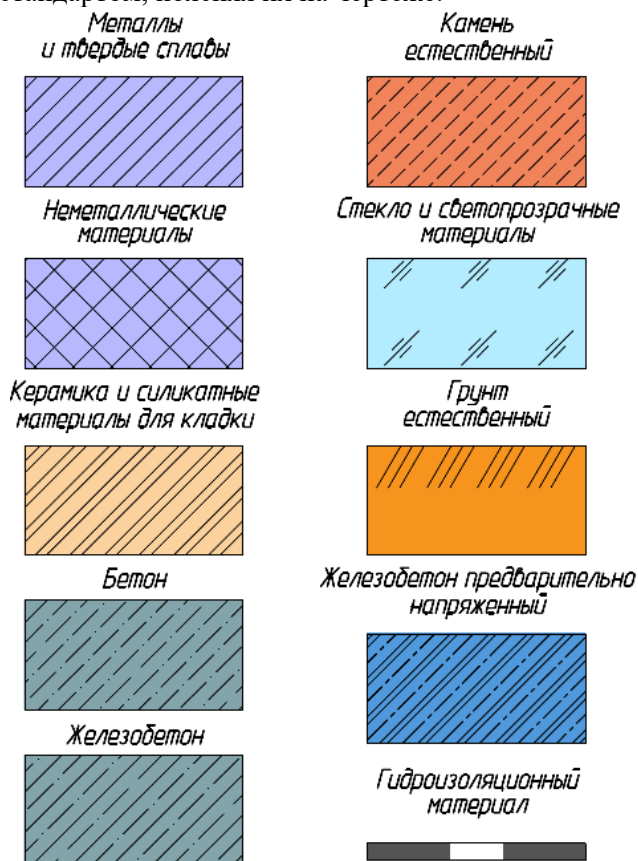 Металлы
и твердые сплавы
Камень
естественный
Неметаллические
материалы
Стекло и светопрозрачные
материалы
Керамика и силикатные
материалы для кладки
Грунт
естественный
Бетон
Железобетон предварительно
напряженный
Железобетон
Гидроизоляционный
материал